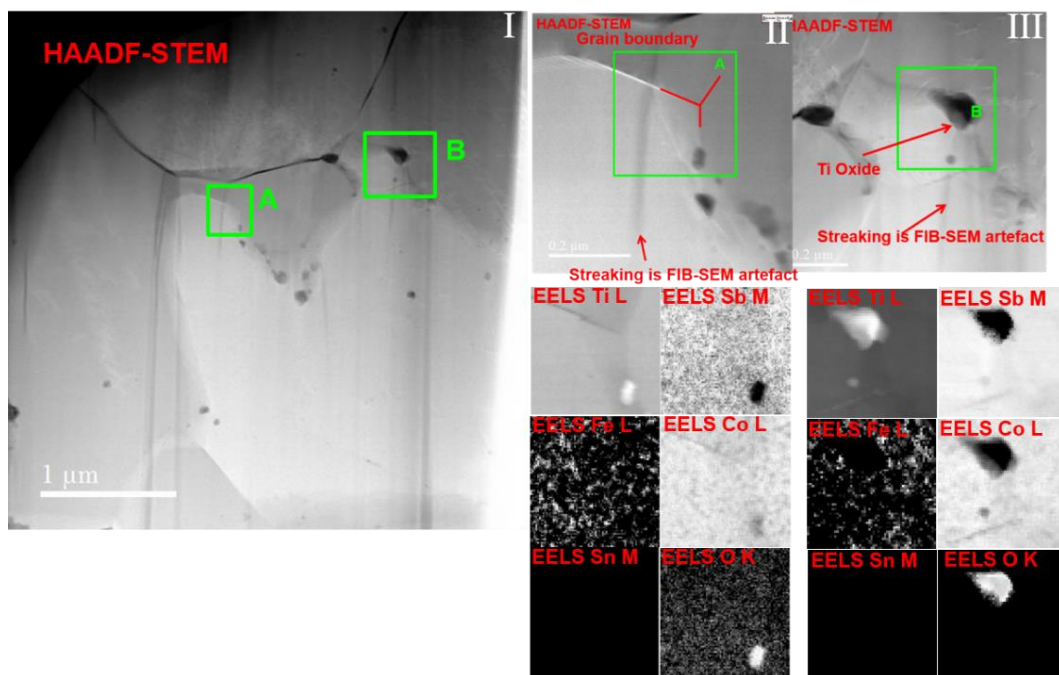 I
HAADF-STEM
A
B
1 µm
HAADF-STEM
II
Grain boundary
A
0.2 µm
Streaking is FIB-SEM artefact
HAADF-STEM
III
B
Ti Oxide
Streaking is FIB-SEM artefact
0.2 µm
EELS Ti L
EELS Sb M
EELS Fe L
EELS Co L
EELS Sn M
EELS O K
EELS Ti L
EELS Sb M
EELS Fe L
EELS Co L
EELS Sn M
EELS O K